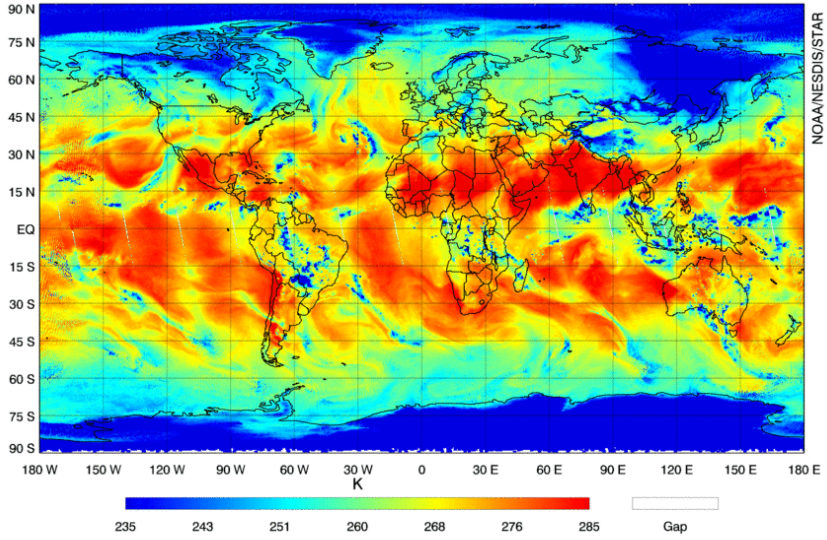 90 N
75 N
60 N
45 N
30 N
15 N
EQ
15 S
30 S
45 S
60 S
75 S
90 S
180 W 150 W 120 W 90 W 60 W 30 W 0 30 E 60 E 90 E 120 E 150 E 180 E
K
235 243 251 260 268 276 285 Gap
NOAA/NESDIS/STAR